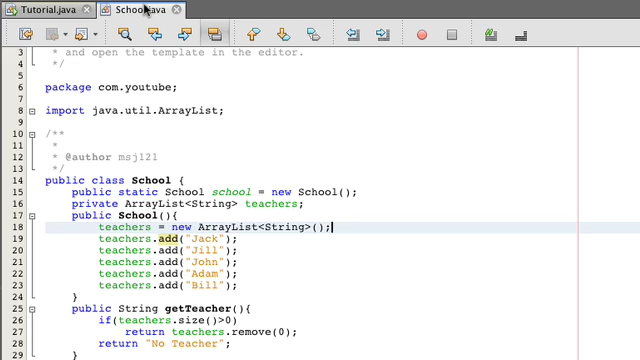 Tutorial.java
School.java
3 * and open the template in the editor.
4 */
5
6 package com.youtube;
7
8 import java.util.ArrayList;
9
10 /**
11 *
12 * @author msj121
13 */
14 public class School {
15 public static School school = new School();
16 private ArrayList<String> teachers;
17 public School(){
18 teachers = new ArrayList<String>();
19 teachers.add("Jack");
20 teachers.add("Jill");
21 teachers.add("John");
22 teachers.add("Adam");
23 teachers.add("Bill");
24 }
25 public String getTeacher(){
26 if(teachers.size()>0)
27 return teachers.remove(0);
28 return "No Teacher";
29 }